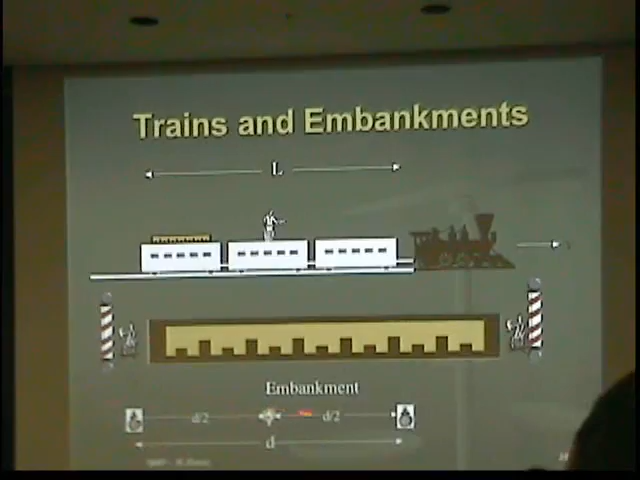 Trains and Embankments
L
Embankment
d/2 d/2
d